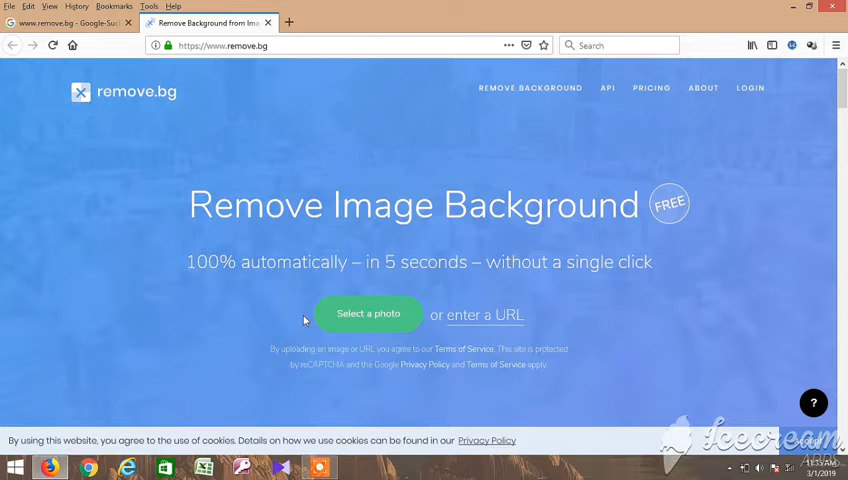 File Edit View History Bookmarks Tools Help
www.remove.bg - Google-Suc
Remove Background from Ima
https://www.remove.bg
Search
remove.bg
REMOVE BACKGROUND API PRICING ABOUT LOGIN
Remove Image Background FREE
100% automatically – in 5 seconds – without a single click
Select a photo or enter a URL
By uploading an image or URL you agree to our Terms of Service. This site is protected
by reCAPTCHA and the Google Privacy Policy and Terms of Service apply.
?
By using this website, you agree to the use of cookies. Details on how we use cookies can be found in our Privacy Policy
Icecream
APPS
3/1/2019